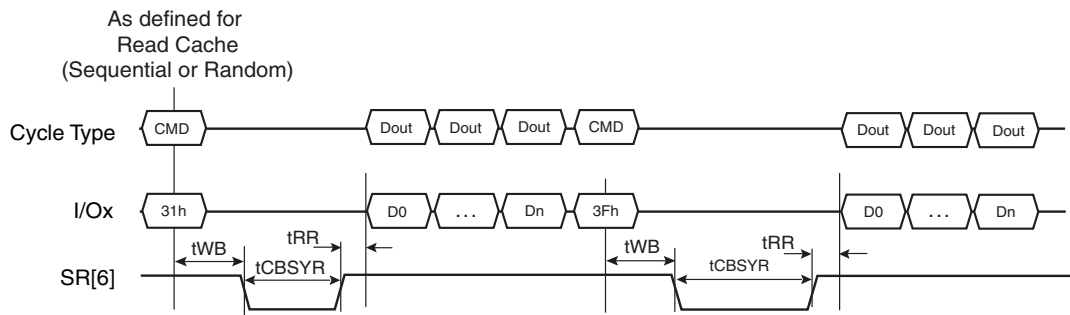 As defined for
Read Cache
(Sequential or Random)
Cycle Type
CMD Dout Dout Dout CMD Dout Dout Dout
I/Ox
31h D0 ... Dn 3Fh D0 ... Dn
tWB tRR tWB tRR
SR[6]
tCBSYR tCBSYR